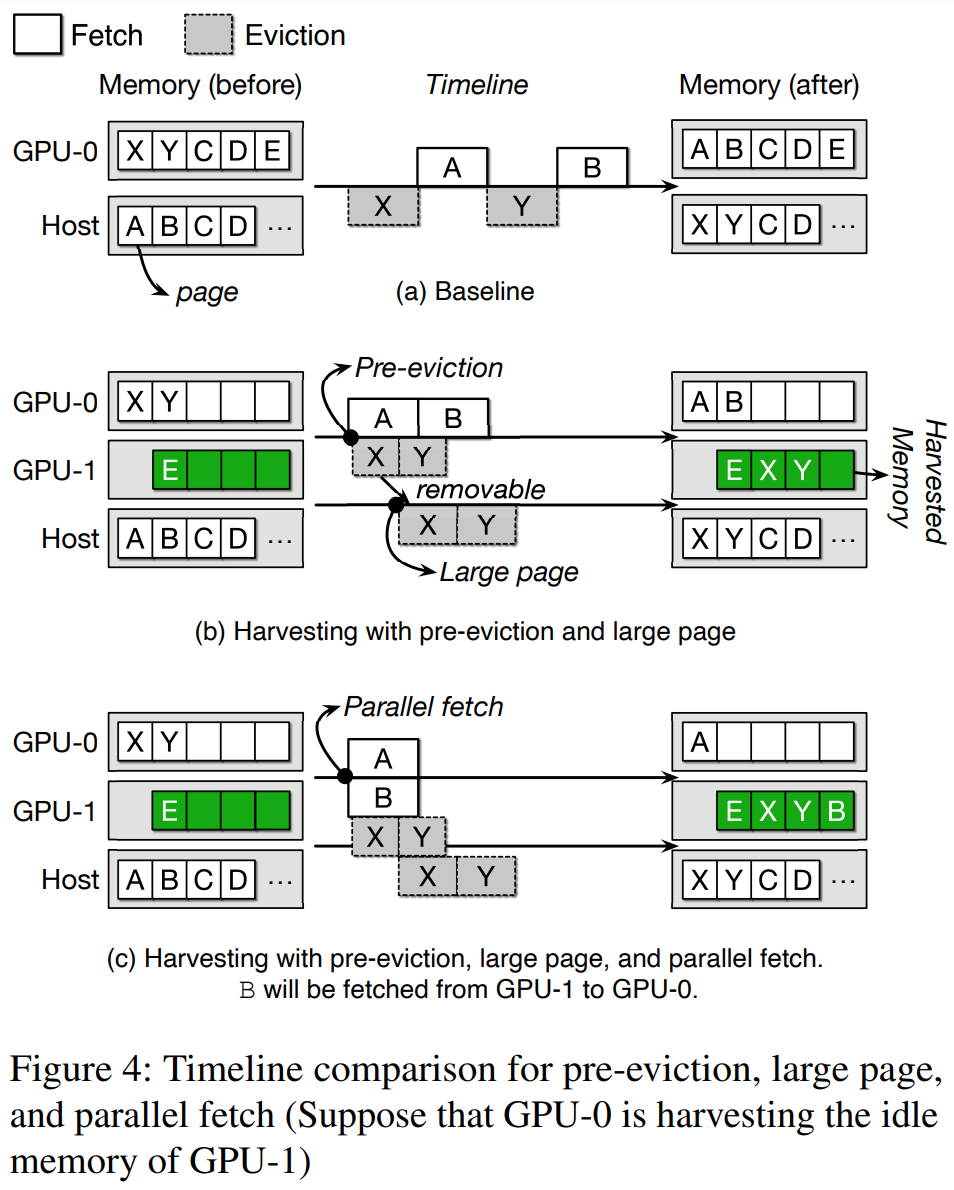 Fetch Eviction
Memory (before) Timeline Memory (after)
GPU-0 X Y C D E A B A B C D E
Host A B C D ... X Y X Y C D ...
page
(a) Baseline
Pre-eviction
GPU-0 X Y A B A B
GPU-1 E X Y E X Y
removable
Harvested
Memory
Host A B C D ... X Y X Y C D ...
Large page
(b) Harvesting with pre-eviction and large page
Parallel fetch
GPU-0 X Y A A
GPU-1 E B E X Y B
X Y
Host A B C D ... X Y X Y C D ...
(c) Harvesting with pre-eviction, large page, and parallel fetch.
B will be fetched from GPU-1 to GPU-0.
Figure 4: Timeline comparison for pre-eviction, large page,
and parallel fetch (Suppose that GPU-0 is harvesting the idle
memory of GPU-1)